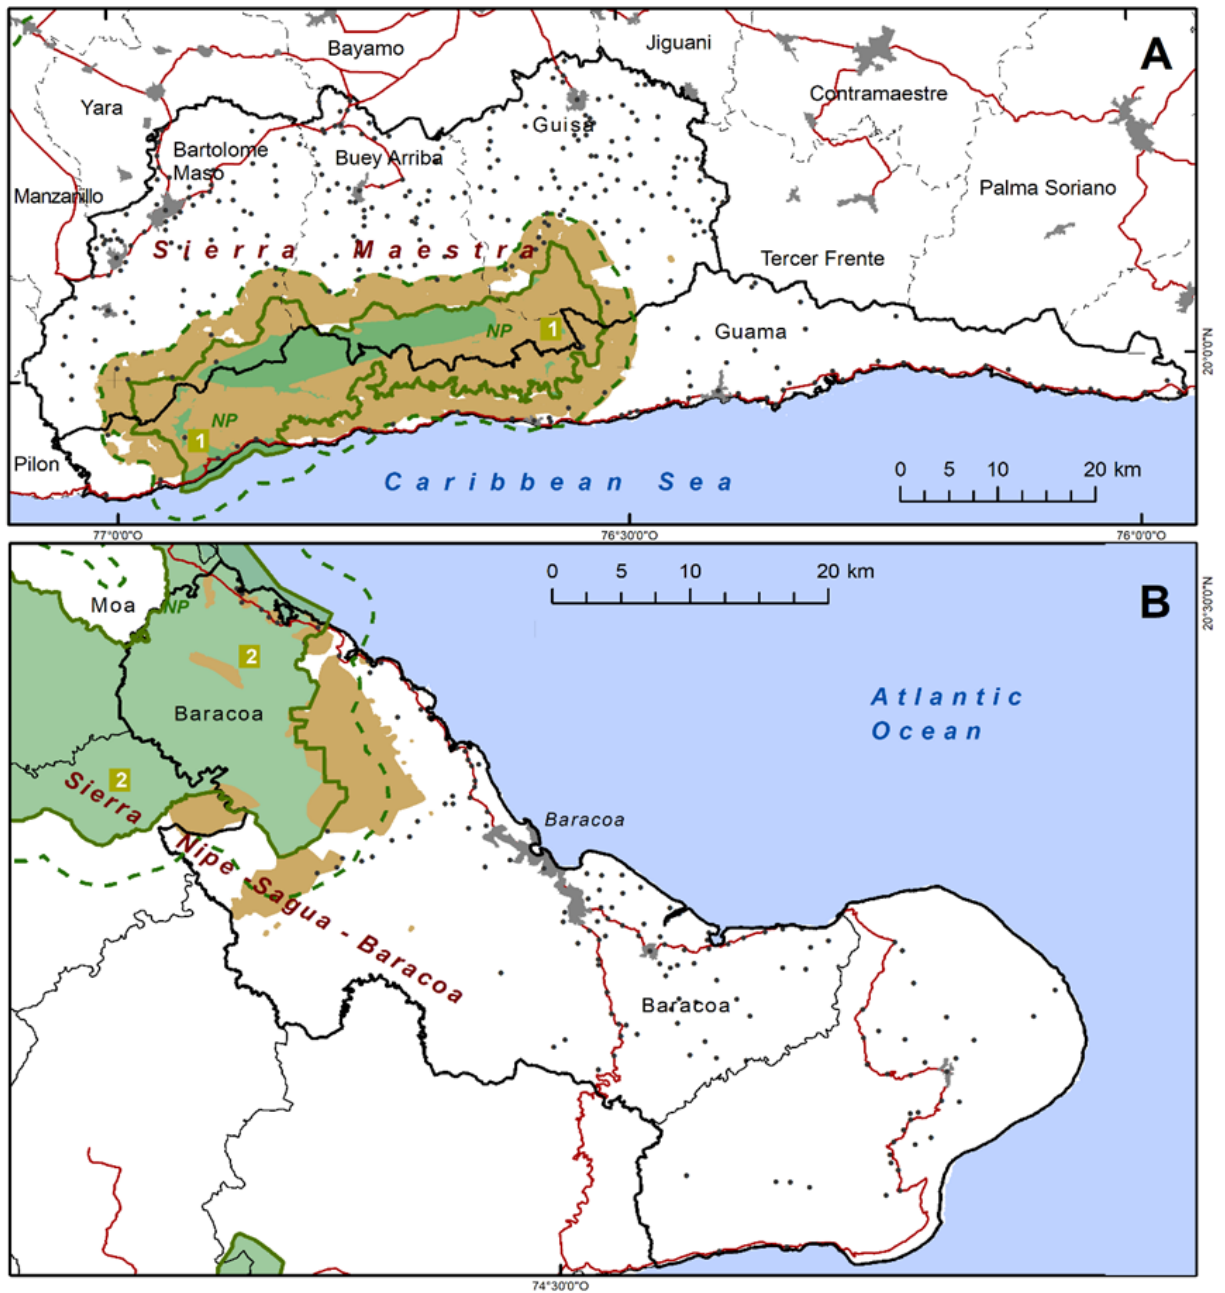 A
Bayamo
Jiguani
Yara
Contramaestre
Guisa
Bartolome
Maso
Buey Arriba
Manzanillo
Palma Soriano
Sierra Maestra
Tercer Frente
NP
1
Guama
20°0'0"N
NP
1
Pilon
Caribbean Sea
0 5 10 20 km
77°0'0"O
76°30'0"O
76°0'0"O
B
0 5 10 20 km
20°30'0"N
Moa
NP
2
Baracoa
Atlantic
Ocean
2
Sierra
Nipe -Sagua - Baracoa
Baracoa
Baracoa
74°30'0"O